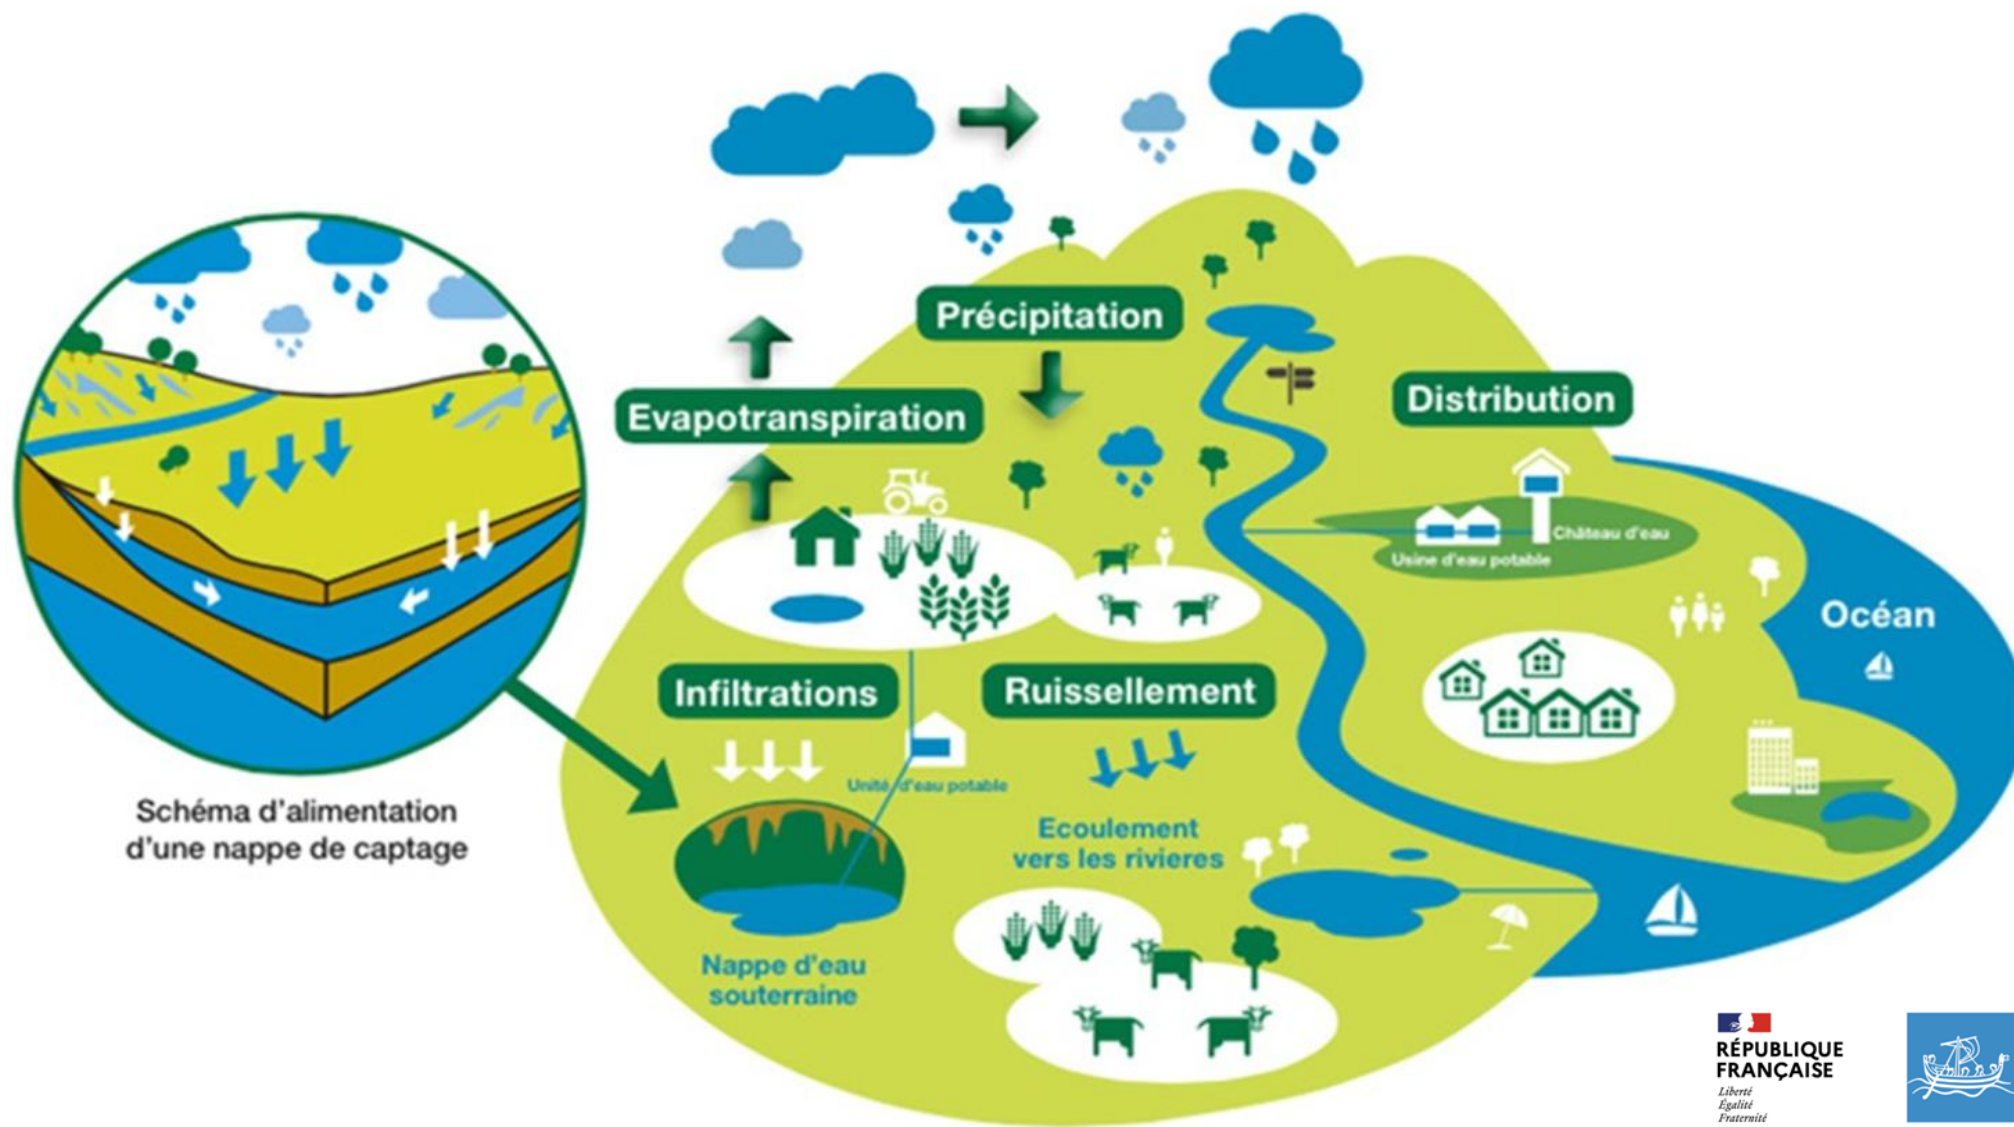 Précipitation
Evapotranspiration
Distribution
Château d'eau
Usine d'eau potable
Océan
Infiltrations
Ruissellement
Unité d'eau potable
Schéma d'alimentation
d'une nappe de captage
Ecoulement
vers les rivieres
Nappe d'eau
souterraine
RÉPUBLIQUE
FRANÇAISE
Liberté
Égalité
Fraternité